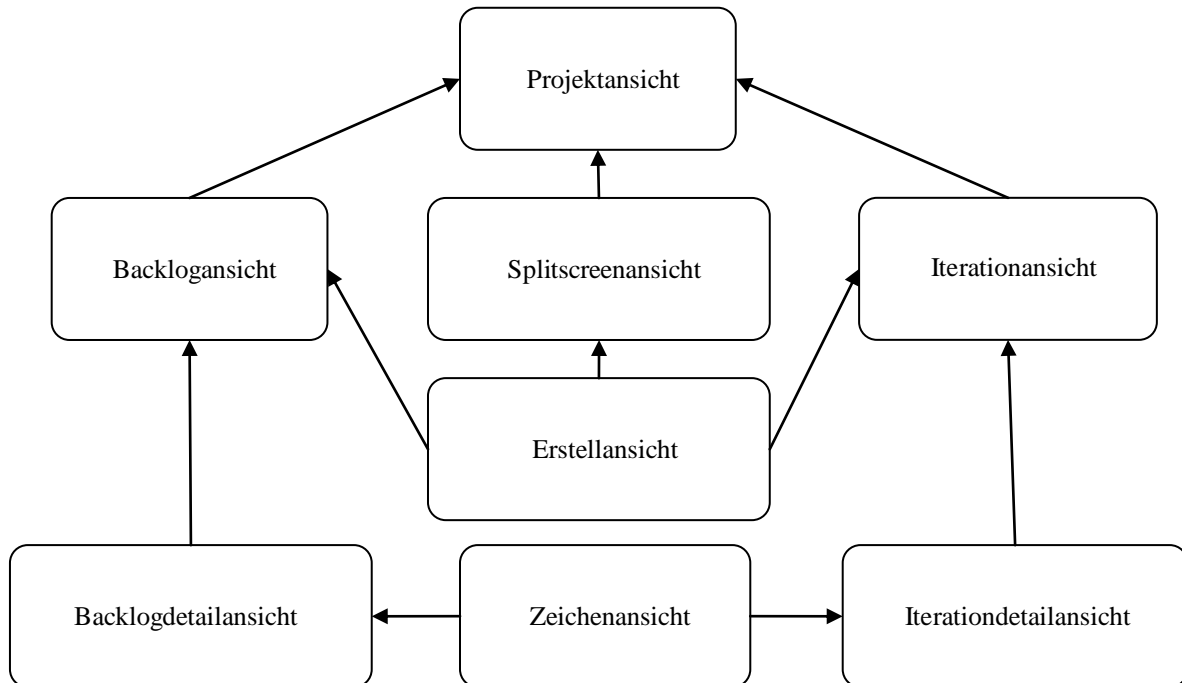 Projektansicht
Backlogansicht
Splitscreenansicht
Iterationansicht
Erstellansicht
Backlogdetailansicht
Zeichenansicht
Iterationdetailansicht